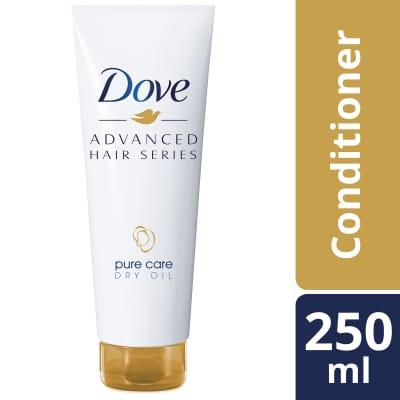 Dove
ADVANCED
HAIR SERIES
pure care
DRY OIL
Conditioner
250
ml